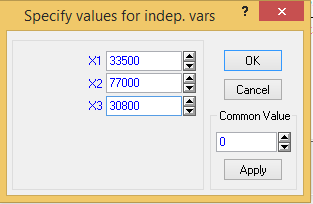 Specify values for indep. vars
? x
X1 33500
X2 77000
X3 30800
OK
Cancel
Common Value
0
Apply